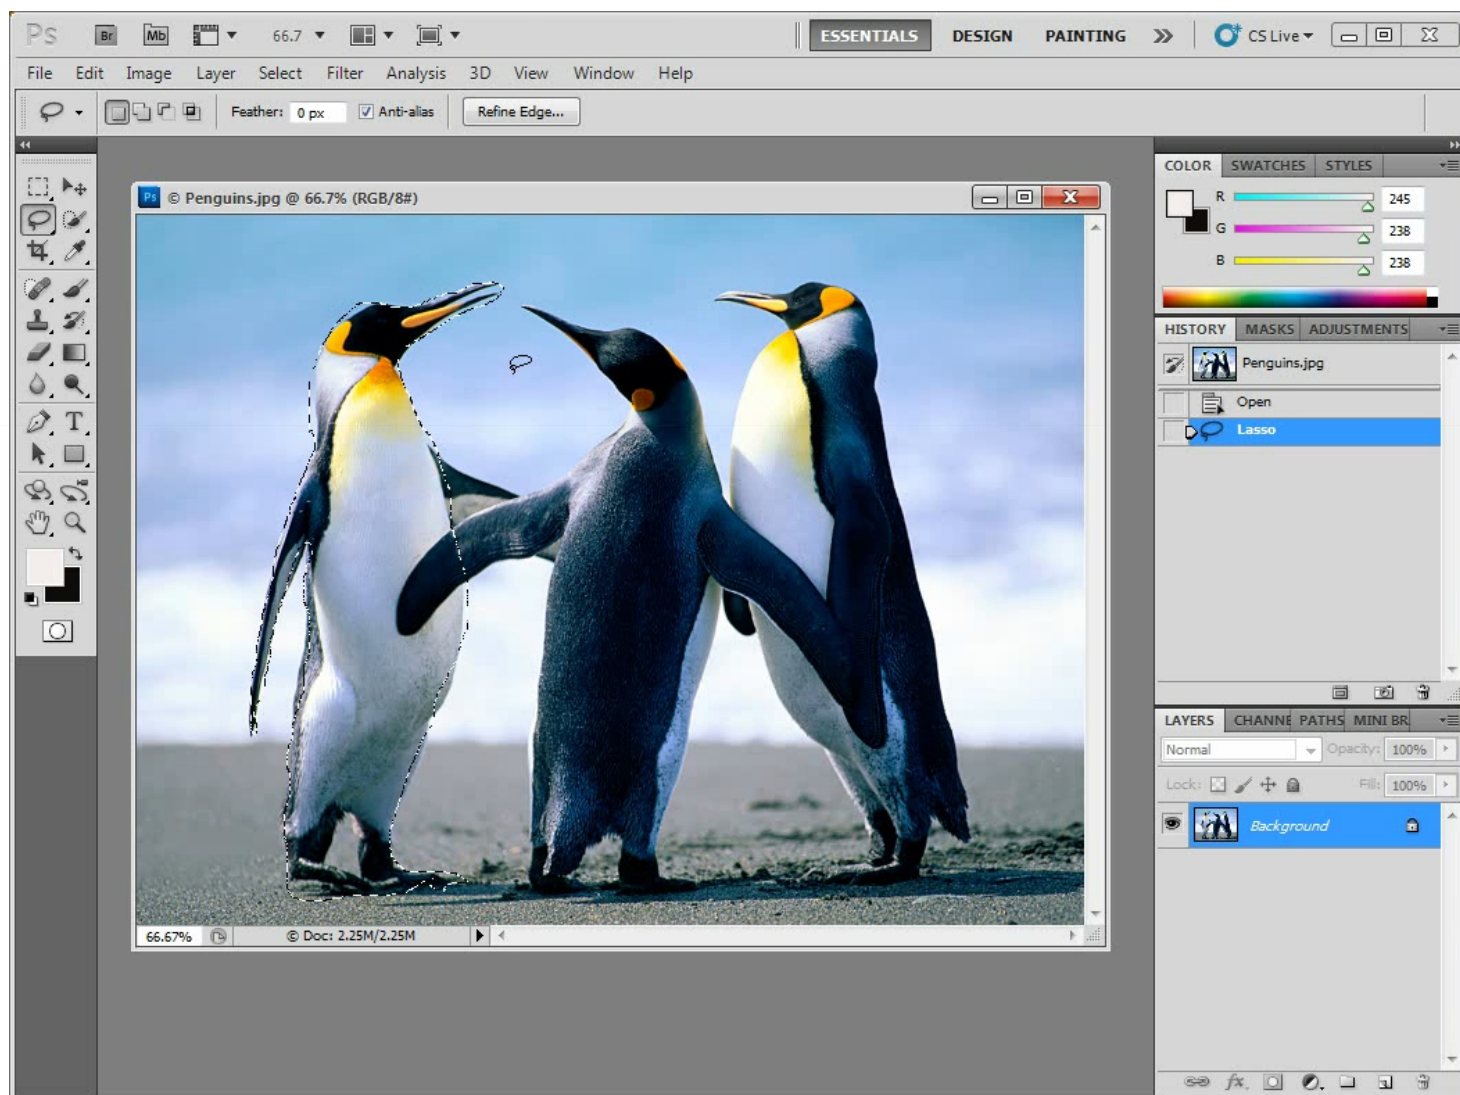 Ps Br Mb 66.7 ESSENTIALS DESIGN PAINTING CS Live
File Edit Image Layer Select Filter Analysis 3D View Window Help
Feather: 0 px Anti-alias Refine Edge...
Ps © Penguins.jpg @ 66.7% (RGB/8#)
66.67% © Doc: 2.25M/2.25M
T
COLOR SWATCHES STYLES
R 245
G 238
B 238
HISTORY MASKS ADJUSTMENTS
Penguins.jpg
Open
Lasso
LAYERS CHANNE PATHS MINI BR
Normal Opacity: 100%
Lock: Fill: 100%
Background
fx